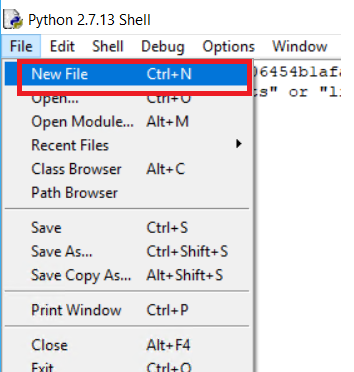 Python 2.7.13 Shell
File Edit Shell Debug Options Window
New File Ctrl+N 06454b1afa
Open... Ctrl+O s" or "li
Open Module... Alt+M
Recent Files
Class Browser Alt+C
Path Browser
Save Ctrl+S
Save As... Ctrl+Shift+S
Save Copy As... Alt+Shift+S
Print Window Ctrl+P
Close Alt+F4
Exit Ctrl+Q